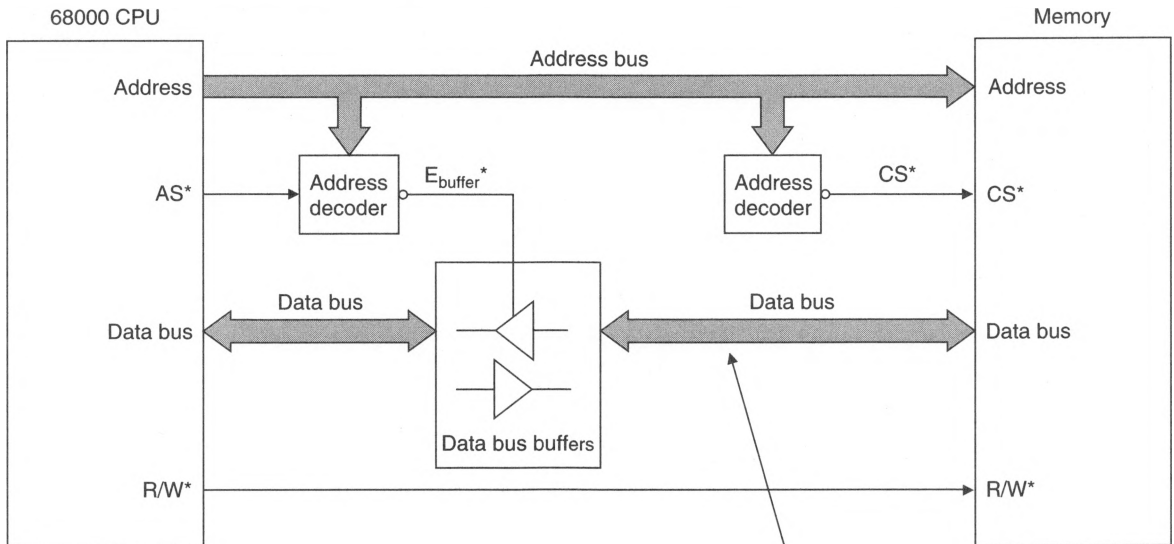 68000 CPU
Memory
Address bus
Address
Address
AS*
Address
decoder
E_buffer*
Address
decoder
CS*
CS*
Data bus
Data bus
Data bus
Data bus
Data bus buffers
R/W*
R/W*